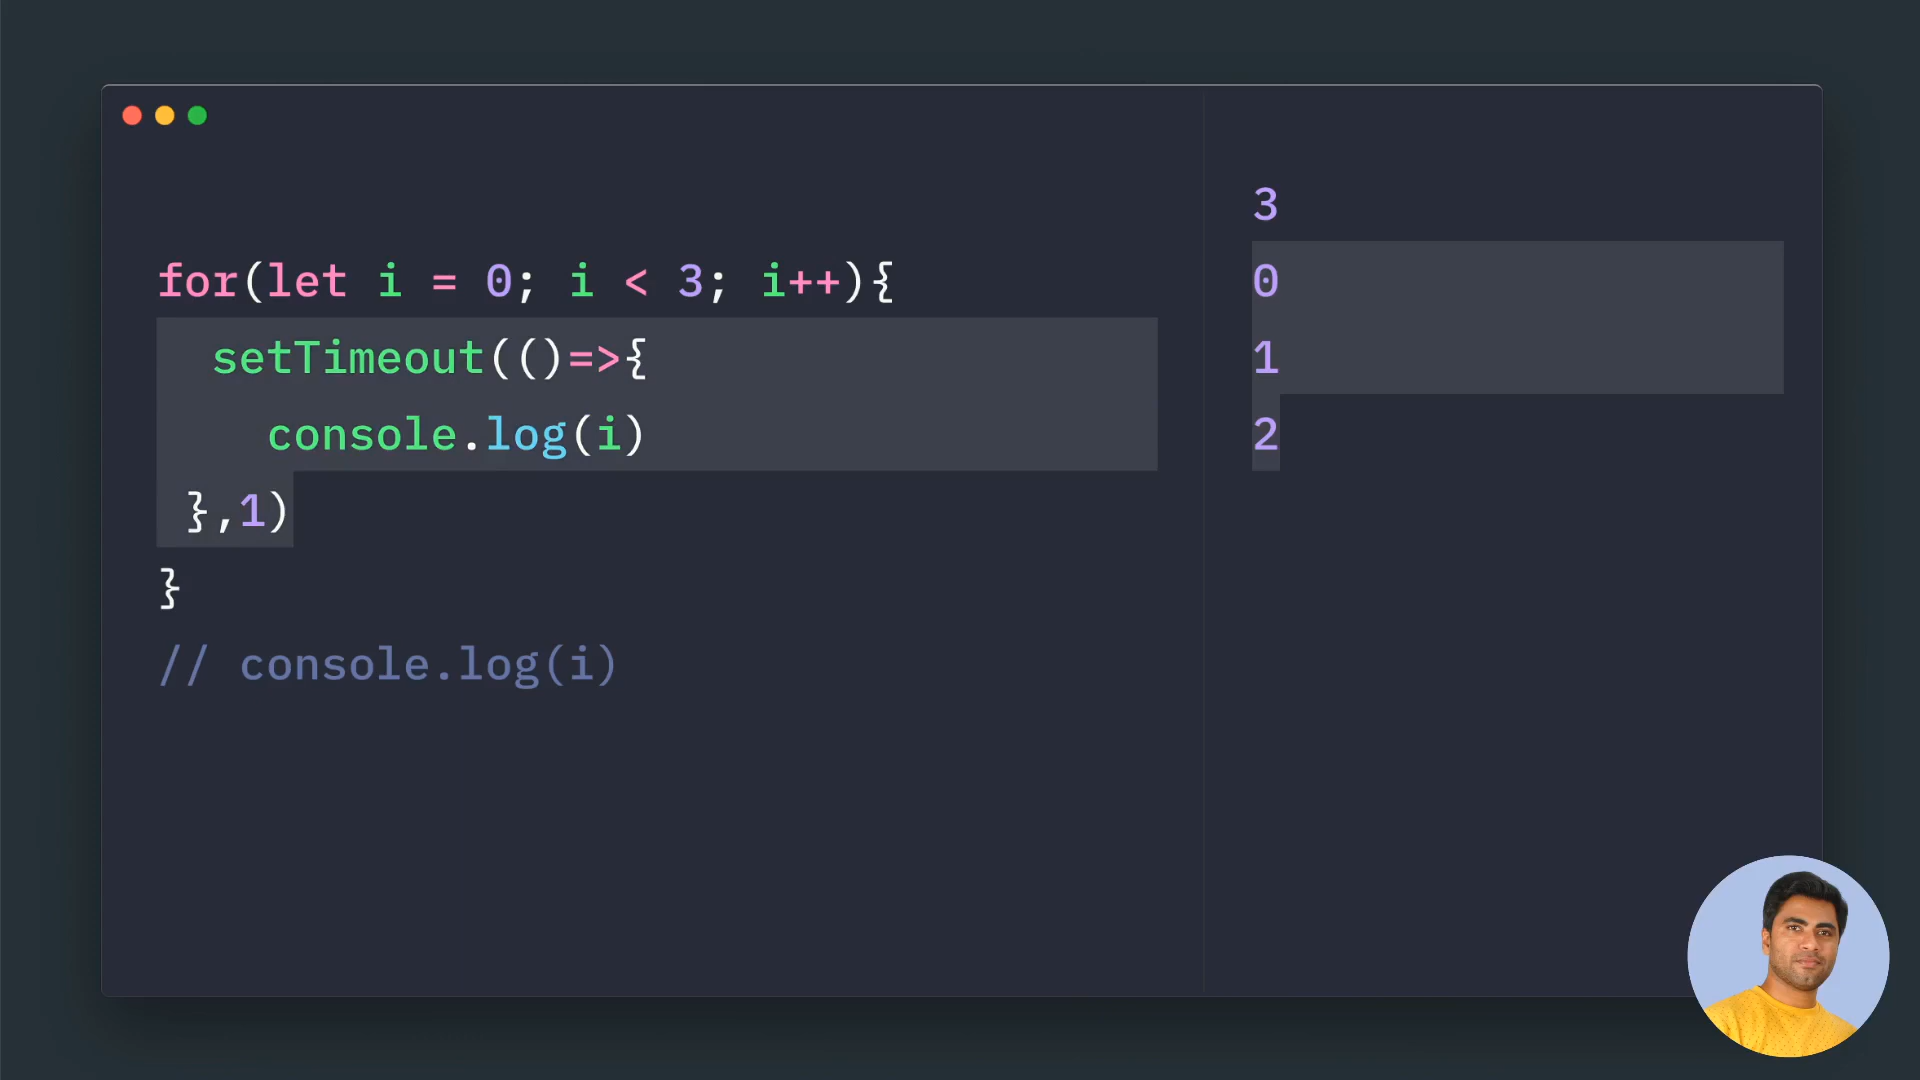 for(let i = 0; i < 3; i++){
  setTimeout(()=>{
    console.log(i)
 },1)
}
// console.log(i)
3
0
1
2